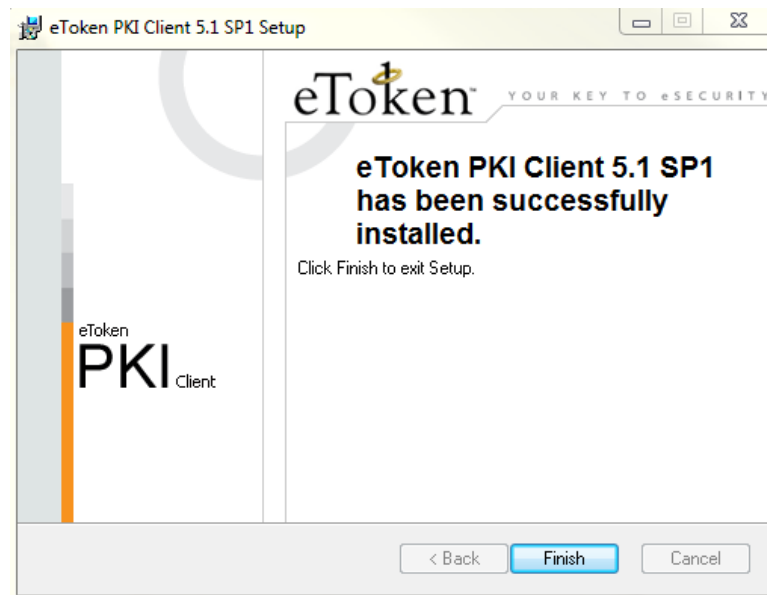 eToken PKI Client 5.1 SP1 Setup
eToken™ YOUR KEY TO eSECURITY
eToken PKI Client 5.1 SP1
has been successfully
installed.
Click Finish to exit Setup.
eToken
PKI Client
< Back Finish Cancel